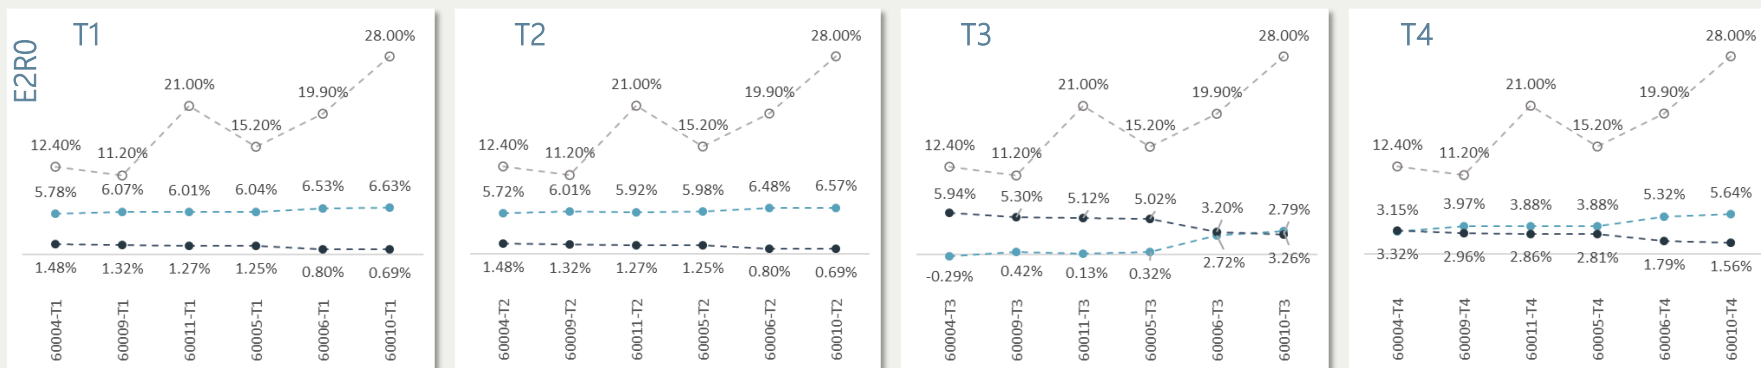 E2R0
T1
12.40%
11.20%
21.00%
15.20%
19.90%
28.00%
5.78%
6.07%
6.01%
6.04%
6.53%
6.63%
1.48%
1.32%
1.27%
1.25%
0.80%
0.69%
60004-T1
60009-T1
60011-T1
60005-T1
60006-T1
60010-T1
T2
12.40%
11.20%
21.00%
15.20%
19.90%
28.00%
5.72%
6.01%
5.92%
5.98%
6.48%
6.57%
1.48%
1.32%
1.27%
1.25%
0.80%
0.69%
60004-T2
60009-T2
60011-T2
60005-T2
60006-T2
60010-T2
T3
12.40%
11.20%
21.00%
15.20%
19.90%
28.00%
5.94%
5.30%
5.12%
5.02%
3.20%
2.79%
-0.29%
0.42%
0.13%
0.32%
2.72%
3.26%
60004-T3
60009-T3
60011-T3
60005-T3
60006-T3
60010-T3
T4
12.40%
11.20%
21.00%
15.20%
19.90%
28.00%
3.15%
3.97%
3.88%
3.88%
5.32%
5.64%
3.32%
2.96%
2.86%
2.81%
1.79%
1.56%
60004-T4
60009-T4
60011-T4
60005-T4
60006-T4
60010-T4